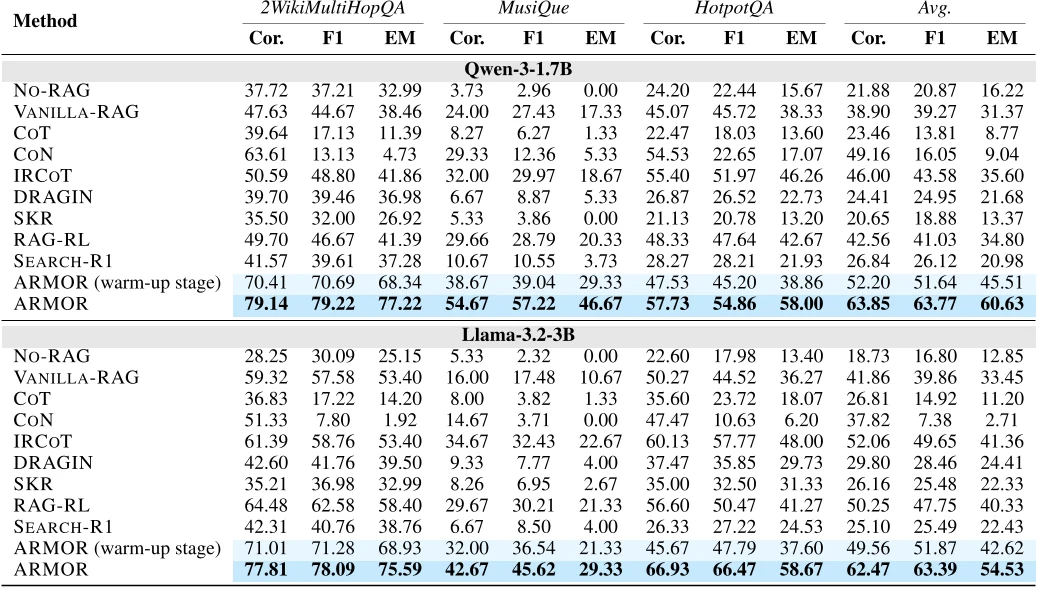 Method 2WikiMultiHopQA MusiQue HotpotQA Avg.
Cor. F1 EM Cor. F1 EM Cor. F1 EM Cor. F1 EM
Qwen-3-1.7B
NO-RAG 37.72 37.21 32.99 3.73 2.96 0.00 24.20 22.44 15.67 21.88 20.87 16.22
VANILLA-RAG 47.63 44.67 38.46 24.00 27.43 17.33 45.07 45.72 38.33 38.90 39.27 31.37
COT 39.64 17.13 11.39 8.27 6.27 1.33 22.47 18.03 13.60 23.46 13.81 8.77
CON 63.61 13.13 4.73 29.33 12.36 5.33 54.53 22.65 17.07 49.16 16.05 9.04
IRCOT 50.59 48.80 41.86 32.00 29.97 18.67 55.40 51.97 46.26 46.00 43.58 35.60
DRAGIN 39.70 39.46 36.98 6.67 8.87 5.33 26.87 26.52 22.73 24.41 24.95 21.68
SKR 35.50 32.00 26.92 5.33 3.86 0.00 21.13 20.78 13.20 20.65 18.88 13.37
RAG-RL 49.70 46.67 41.39 29.66 28.79 20.33 48.33 47.64 42.67 42.56 41.03 34.80
SEARCH-R1 41.57 39.61 37.28 10.67 10.55 3.73 28.27 28.21 21.93 26.84 26.12 20.98
ARMOR (warm-up stage) 70.41 70.69 68.34 38.67 39.04 29.33 47.53 45.20 38.86 52.20 51.64 45.51
ARMOR 79.14 79.22 77.22 54.67 57.22 46.67 57.73 54.86 58.00 63.85 63.77 60.63
Llama-3.2-3B
NO-RAG 28.25 30.09 25.15 5.33 2.32 0.00 22.60 17.98 13.40 18.73 16.80 12.85
VANILLA-RAG 59.32 57.58 53.40 16.00 17.48 10.67 50.27 44.52 36.27 41.86 39.86 33.45
COT 36.83 17.22 14.20 8.00 3.82 1.33 35.60 23.72 18.07 26.81 14.92 11.20
CON 51.33 7.80 1.92 14.67 3.71 0.00 47.47 10.63 6.20 37.82 7.38 2.71
IRCOT 61.39 58.76 53.40 34.67 32.43 22.67 60.13 57.77 48.00 52.06 49.65 41.36
DRAGIN 42.60 41.76 39.50 9.33 7.77 4.00 37.47 35.85 29.73 29.80 28.46 24.41
SKR 35.21 36.98 32.99 8.26 6.95 2.67 35.00 32.50 31.33 26.16 25.48 22.33
RAG-RL 64.48 62.58 58.40 29.67 30.21 21.33 56.60 50.47 41.27 50.25 47.75 40.33
SEARCH-R1 42.31 40.76 38.76 6.67 8.50 4.00 26.33 27.22 24.53 25.10 25.49 22.43
ARMOR (warm-up stage) 71.01 71.28 68.93 32.00 36.54 21.33 45.67 47.79 37.60 49.56 51.87 42.62
ARMOR 77.81 78.09 75.59 42.67 45.62 29.33 66.93 66.47 58.67 62.47 63.39 54.53